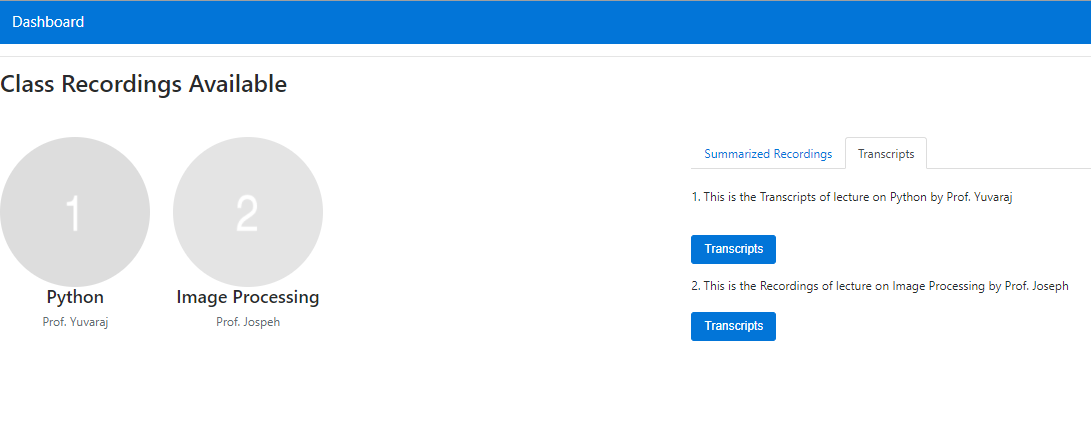 Dashboard
Class Recordings Available
1
2
Python
Image Processing
Prof. Yuvaraj
Prof. Jospeh
Summarized Recordings
Transcripts
1. This is the Transcripts of lecture on Python by Prof. Yuvaraj
Transcripts
2. This is the Recordings of lecture on Image Processing by Prof. Joseph
Transcripts